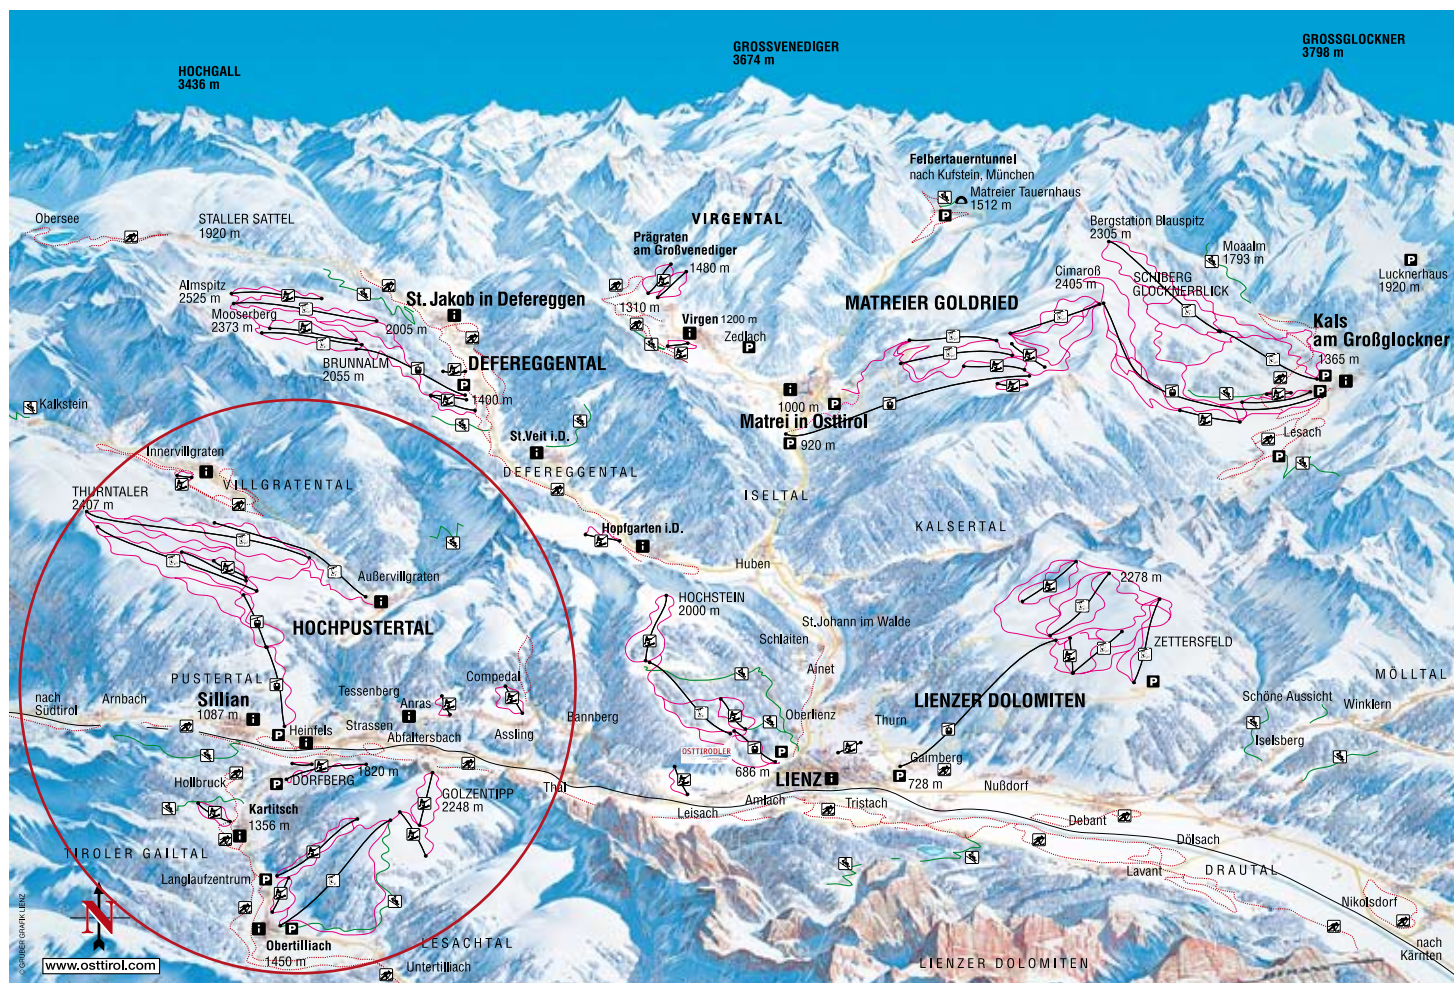 HOCHGALL
3436 m
GROSSVENEDIGER
3674 m
GROSSGLOCKNER
3798 m
Felbertauerntunnel
nach Kufstein, München
Matreier Tauernhaus
1512 m
Obersee
STALLER SATTEL
1920 m
VIRGENTAL
Prägraten
am Großvenediger
1480 m
1310 m
Bergstation Blauspitz
2305 m
Moaalm
1793 m
Lucknerhaus
1920 m
Cimaroß
2405 m
SCHIBERG
GLOCKNERBLICK
Almspitz
2525 m
Mooserberg
2373 m
2005 m
St. Jakob in Defereggen
MATREIER GOLDRIED
Virgen 1200 m
Zedlach
Kals
am Großglockner
1365 m
BRUNNALM
2055 m
DEFEREGGENTAL
1400 m
1000 m
Matrei in Osttirol
920 m
Kalkstein
St.Veit i.D.
Lesach
Innervillgraten
VILLGRATENTAL
DEFEREGGENTAL
ISELTAL
KALSERTAL
THURNTALER
2407 m
Hopfgarten i.D.
Huben
Außervillgraten
2278 m
HOCHSTEIN
2000 m
HOCHPUSTERTAL
St.Johann im Walde
Schlaiten
Ainet
ZETTERSFELD
PUSTERTAL
Compedal
MÖLLTAL
nach
Südtirol
Arnbach
Sillian
1087 m
Tessenberg
Anras
LIENZER DOLOMITEN
Schöne Aussicht
Winklern
Heinfels
Strassen
Abfaltersbach
Assling
Bannberg
Oberlienz
Thurn
Iselsberg
OSTTIRODLER
Gaimberg
Hollbruck
DORFBERG
1820 m
686 m
LIENZ
728 m
Nußdorf
GOLZENTIPP
2248 m
Thal
Leisach
Amlach
Tristach
Debant
Dölsach
Kartitsch
1356 m
TIROLER GAILTAL
Lavant
DRAUTAL
Langlaufzentrum
Nikolsdorf
N
Obertilliach
1450 m
LESACHTAL
Untertilliach
LIENZER DOLOMITEN
nach
Kärnten
www.osttirol.com
© GRUBER GRAFIK LIENZ